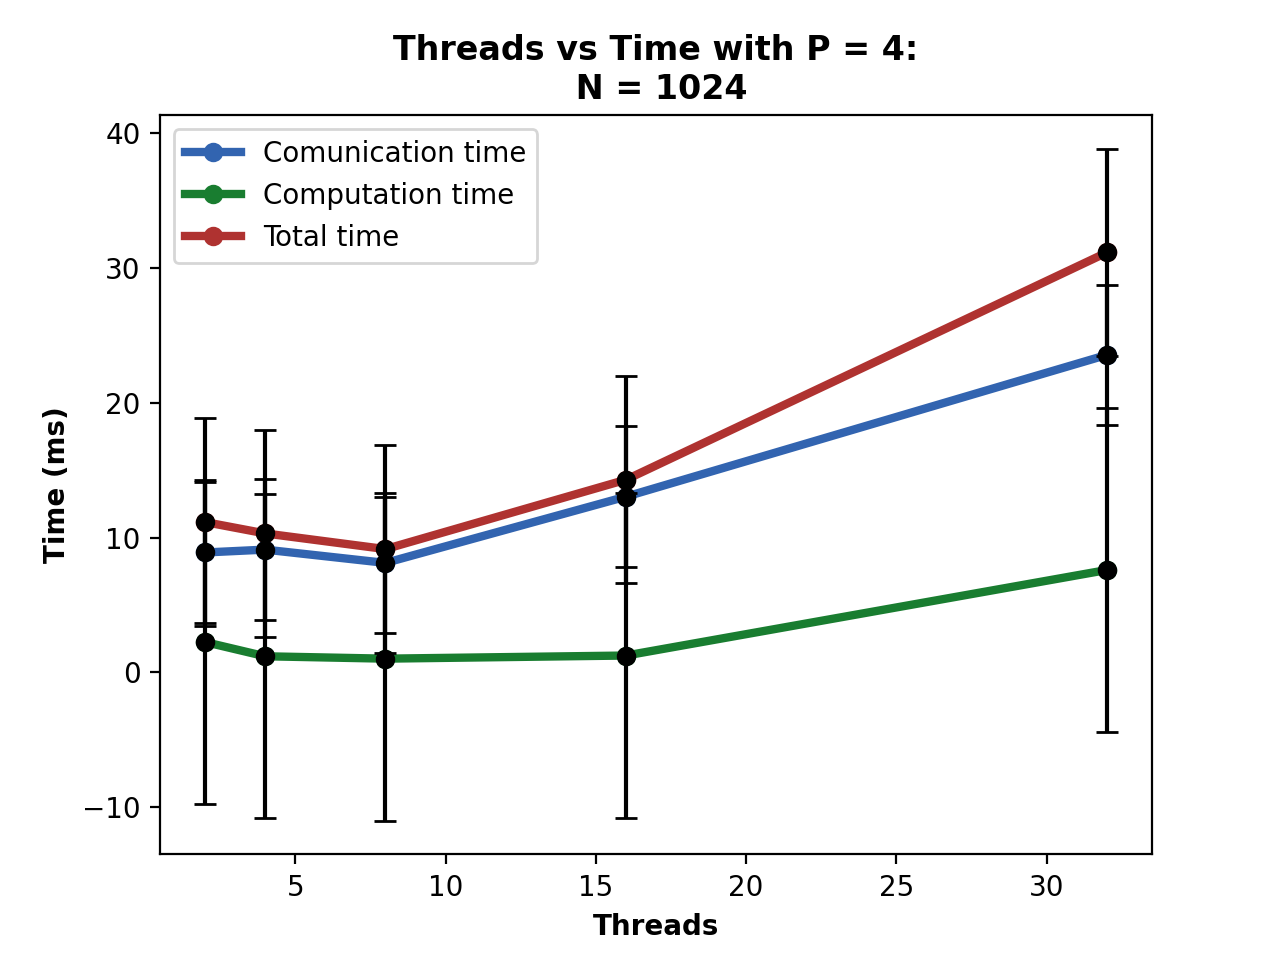 Threads vs Time with P = 4:
N = 1024
Comunication time
Computation time
Total time
40
30
20
10
0
−10
Time (ms)
5 10 15 20 25 30
Threads